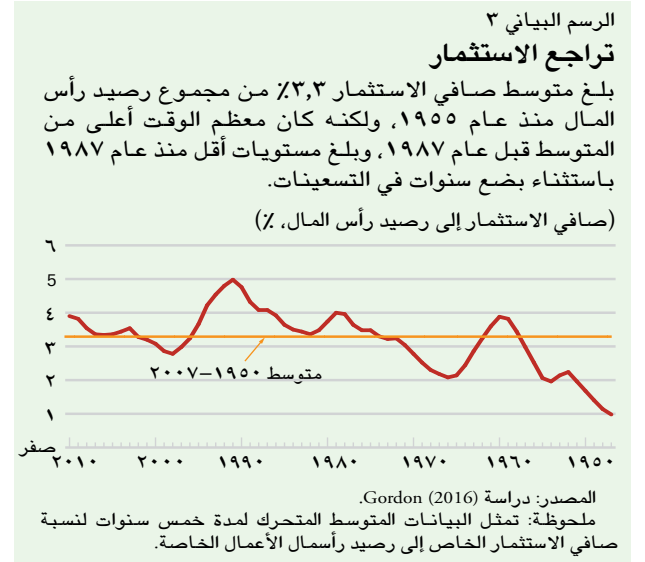 الرسم البياني ٣
تراجع الاستثمار
بلغ متوسط صافي الاستثمار ٣,٣٪ من مجموع رصيد رأس
المال منذ عام ١٩٥٥، ولكنه كان معظم الوقت أعلى من
المتوسط قبل عام ١٩٨٧، وبلغ مستويات أقل منذ عام ١٩٨٧
باستثناء بضع سنوات في التسعينات.
(صافي الاستثمار إلى رصيد رأس المال، ٪)
٦
5
٤
٣
٢
١
صفر
متوسط ١٩٥٠–٢٠٠٧
٢٠١٠ ٢٠٠٠ ١٩٩٠ ١٩٨٠ ١٩٧٠ ١٩٦٠ ١٩٥٠
المصدر: دراسة Gordon (2016).
ملحوظة: تمثل البيانات المتوسط المتحرك لمدة خمس سنوات لنسبة
صافي الاستثمار الخاص إلى رصيد رأسمال الأعمال الخاصة.